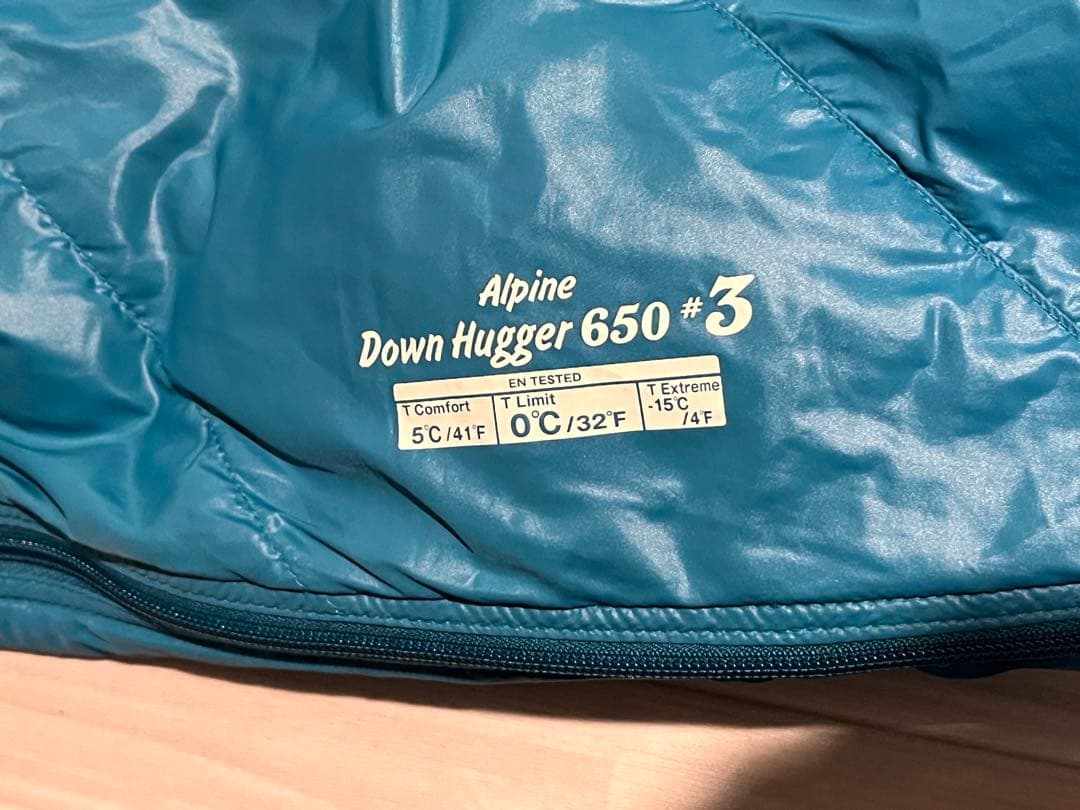 Alpine
Down Hugger 650 #3
EN TESTED
T Comfort
5℃/41°F
T Limit
0℃/32°F
T Extreme
-15℃
/4°F